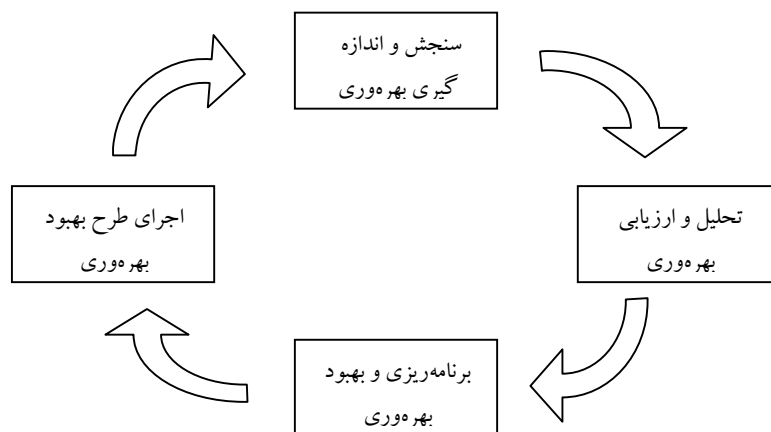 سنجش و اندازه
گیری بهره‌وری
تحلیل و ارزیابی
بهره‌وری
برنامه‌ریزی و بهبود
بهره‌وری
اجرای طرح بهبود
بهره‌وری